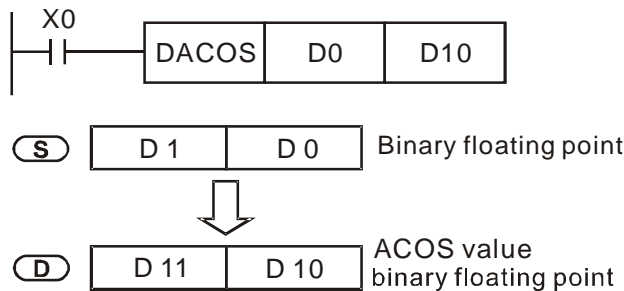 X0
DACOS D0 D10
S D 1 D 0 Binary floating point
D D 11 D 10 ACOS value
binary floating point